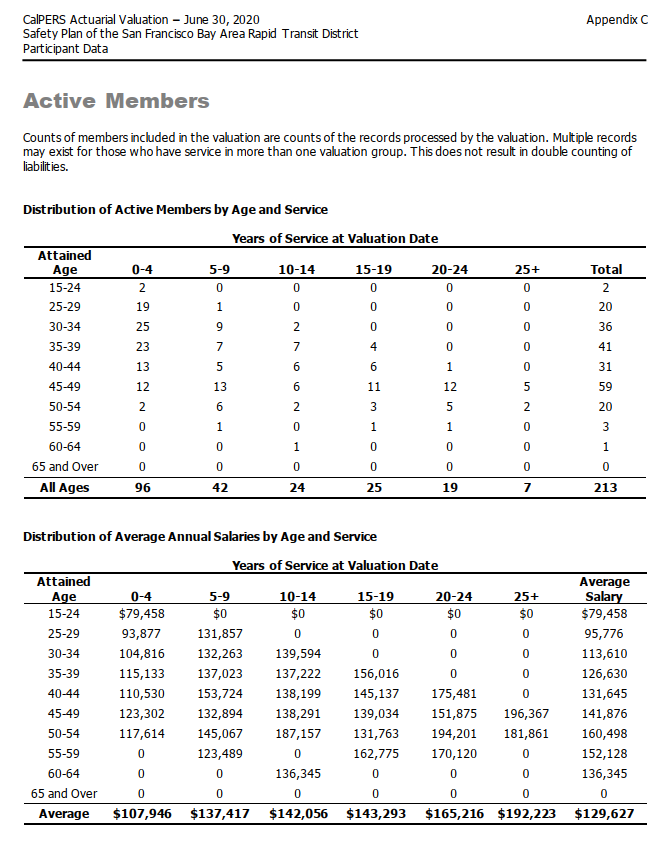 CalPERS Actuarial Valuation – June 30, 2020 Appendix C
Safety Plan of the San Francisco Bay Area Rapid Transit District
Participant Data
Active Members
Counts of members included in the valuation are counts of the records processed by the valuation. Multiple records
may exist for those who have service in more than one valuation group. This does not result in double counting of
liabilities.
Distribution of Active Members by Age and Service
Years of Service at Valuation Date
Attained
Age 0-4 5-9 10-14 15-19 20-24 25+ Total
15-24 2 0 0 0 0 0 2
25-29 19 1 0 0 0 0 20
30-34 25 9 2 0 0 0 36
35-39 23 7 7 4 0 0 41
40-44 13 5 6 6 1 0 31
45-49 12 13 6 11 12 5 59
50-54 2 6 2 3 5 2 20
55-59 0 1 0 1 1 0 3
60-64 0 0 1 0 0 0 1
65 and Over 0 0 0 0 0 0 0
All Ages 96 42 24 25 19 7 213
Distribution of Average Annual Salaries by Age and Service
Years of Service at Valuation Date
Attained Average
Age 0-4 5-9 10-14 15-19 20-24 25+ Salary
15-24 $79,458 $0 $0 $0 $0 $0 $79,458
25-29 93,877 131,857 0 0 0 0 95,776
30-34 104,816 132,263 139,594 0 0 0 113,610
35-39 115,133 137,023 137,222 156,016 0 0 126,630
40-44 110,530 153,724 138,199 145,137 175,481 0 131,645
45-49 123,302 132,894 138,291 139,034 151,875 196,367 141,876
50-54 117,614 145,067 187,157 131,763 194,201 181,861 160,498
55-59 0 123,489 0 162,775 170,120 0 152,128
60-64 0 0 136,345 0 0 0 136,345
65 and Over 0 0 0 0 0 0 0
Average $107,946 $137,417 $142,056 $143,293 $165,216 $192,223 $129,627